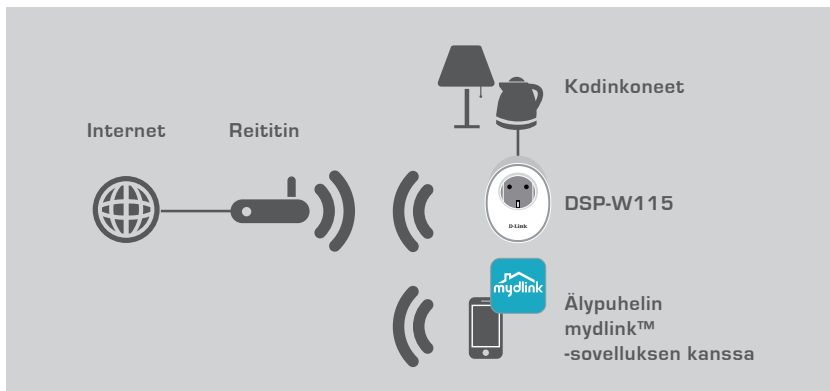 Kodinkoneet
Internet
Reititin
DSP-W115
D-Link
mydlink
Älypuhelin
mydlink™
-sovelluksen kanssa